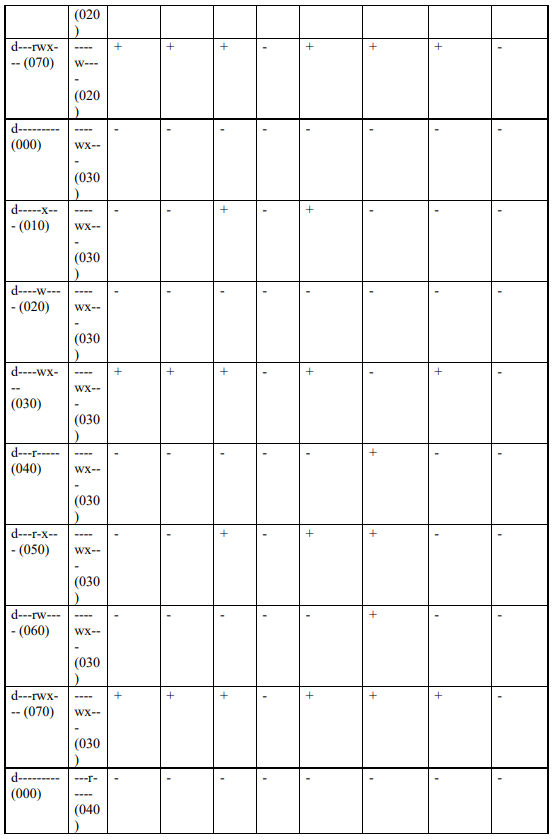 (020
)
d---rwx- ---- + + + - + + + -
-- (070) w---
-
(020
)
d--------- ---- - - - - - - - -
(000) wx--
-
(030
)
d-----x-- ---- - - + - + - - -
- (010) wx--
-
(030
)
d----w--- ---- - - - - - - - -
- (020) wx--
-
(030
)
d----wx- ---- + + + - + - + -
-- wx--
(030) -
(030
)
d---r----- ---- - - - - - + - -
(040) wx--
-
(030
)
d---r-x-- ---- - - + - + + - -
- (050) wx--
-
(030
)
d---rw--- ---- - - - - - + - -
- (060) wx--
-
(030
)
d---rwx- ---- + + + - + + + -
-- (070) wx--
-
(030
)
d--------- ---r- - - - - - - - -
(000) ----
(040
)